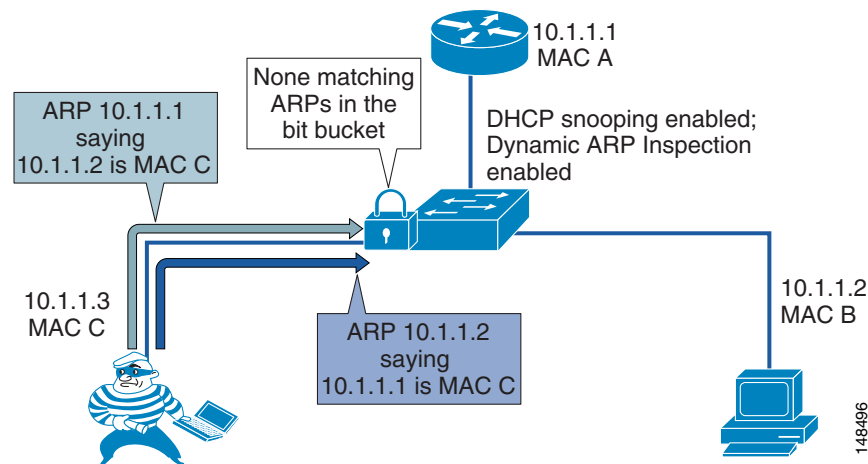 10.1.1.1
MAC A
None matching
ARPs in the
bit bucket
ARP 10.1.1.1
saying
10.1.1.2 is MAC C
DHCP snooping enabled;
Dynamic ARP Inspection
enabled
10.1.1.3
MAC C
ARP 10.1.1.2
saying
10.1.1.1 is MAC C
10.1.1.2
MAC B
148496